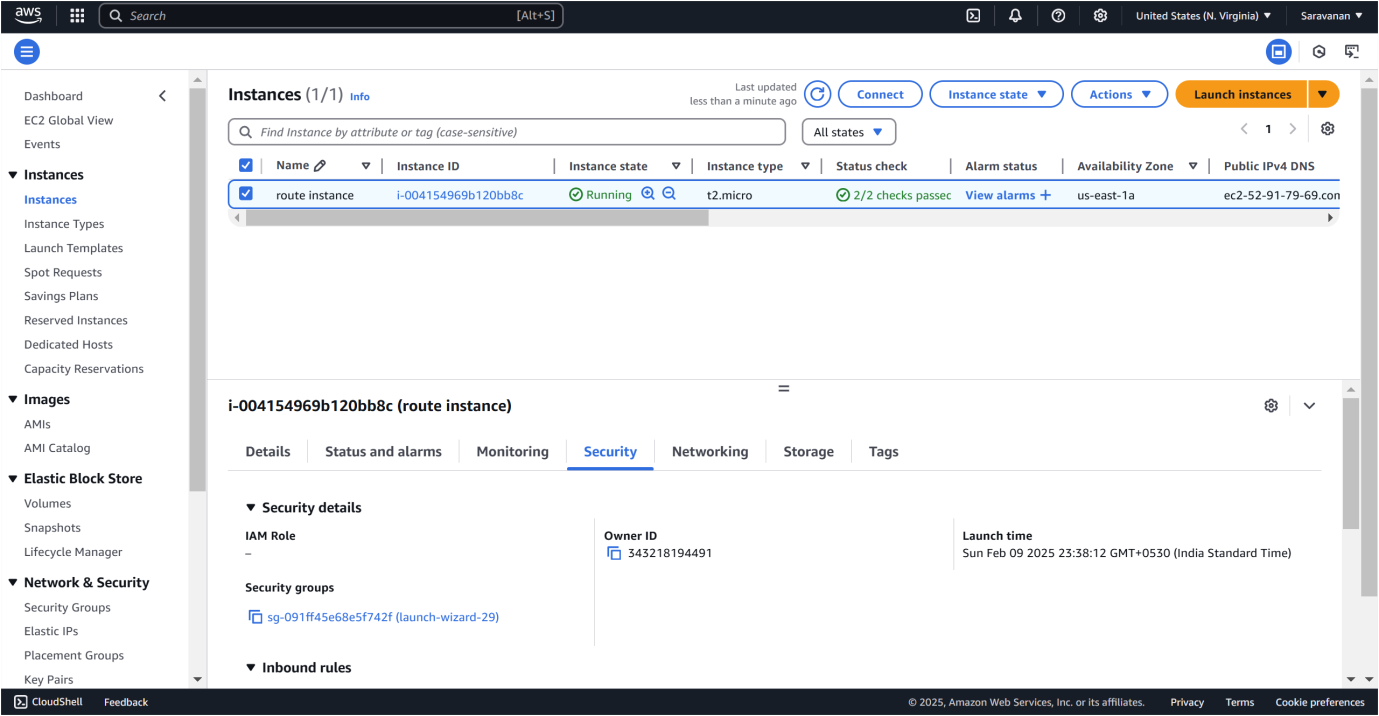 aws
Search [Alt+S]
United States (N. Virginia) Saravanan
Dashboard
EC2 Global View
Events
Instances
Instances
Instance Types
Launch Templates
Spot Requests
Savings Plans
Reserved Instances
Dedicated Hosts
Capacity Reservations
Images
AMIs
AMI Catalog
Elastic Block Store
Volumes
Snapshots
Lifecycle Manager
Network & Security
Security Groups
Elastic IPs
Placement Groups
Key Pairs
Instances (1/1) Info
Last updated
less than a minute ago
Connect Instance state Actions Launch instances
Find Instance by attribute or tag (case-sensitive) All states
1
Name Instance ID Instance state Instance type Status check Alarm status Availability Zone Public IPv4 DNS
route instance i-004154969b120bb8c Running t2.micro 2/2 checks passec View alarms + us-east-1a ec2-52-91-79-69.con
i-004154969b120bb8c (route instance)
Details Status and alarms Monitoring Security Networking Storage Tags
Security details
IAM Role Owner ID Launch time
– 343218194491 Sun Feb 09 2025 23:38:12 GMT+0530 (India Standard Time)
Security groups
sg-091ff45e68e5f742f (launch-wizard-29)
Inbound rules
CloudShell Feedback © 2025, Amazon Web Services, Inc. or its affiliates. Privacy Terms Cookie preferences